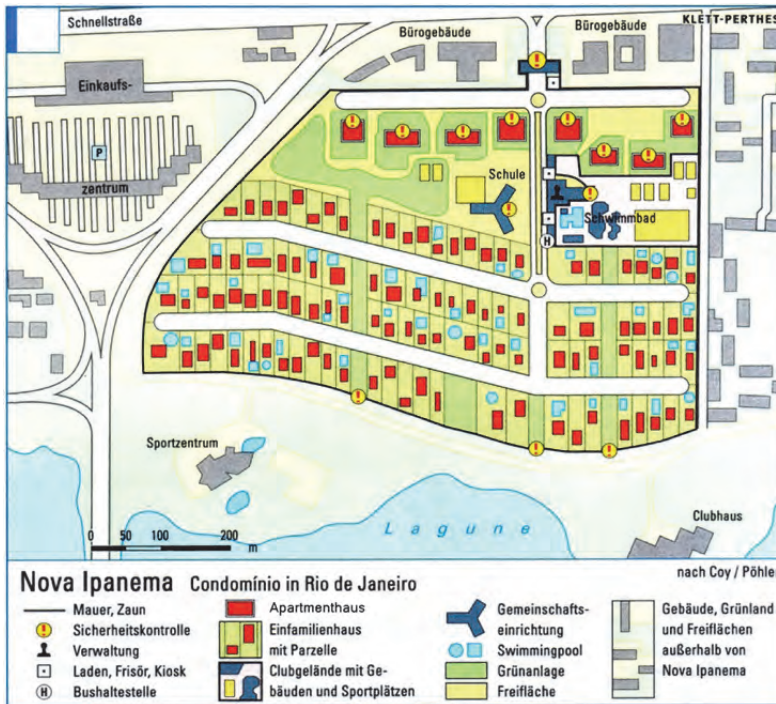 Schnellstraße
Bürogebäude
Bürogebäude
KLETT-PERTHES
Einkaufs-
P
zentrum
Schule
Schwimmbad
H
Sportzentrum
0 50 100 200
m
Lagune
Clubhaus
nach Coy / Pöhler
Nova Ipanema Condomínio in Rio de Janeiro
Mauer, Zaun
Sicherheitskontrolle
Verwaltung
Laden, Frisör, Kiosk
H Bushaltestelle
Apartmenthaus
Einfamilienhaus
mit Parzelle
Clubgelände mit Ge-
bäuden und Sportplätzen
Gemeinschafts-
einrichtung
Swimmingpool
Grünanlage
Freifläche
Gebäude, Grünland
und Freiflächen
außerhalb von
Nova Ipanema